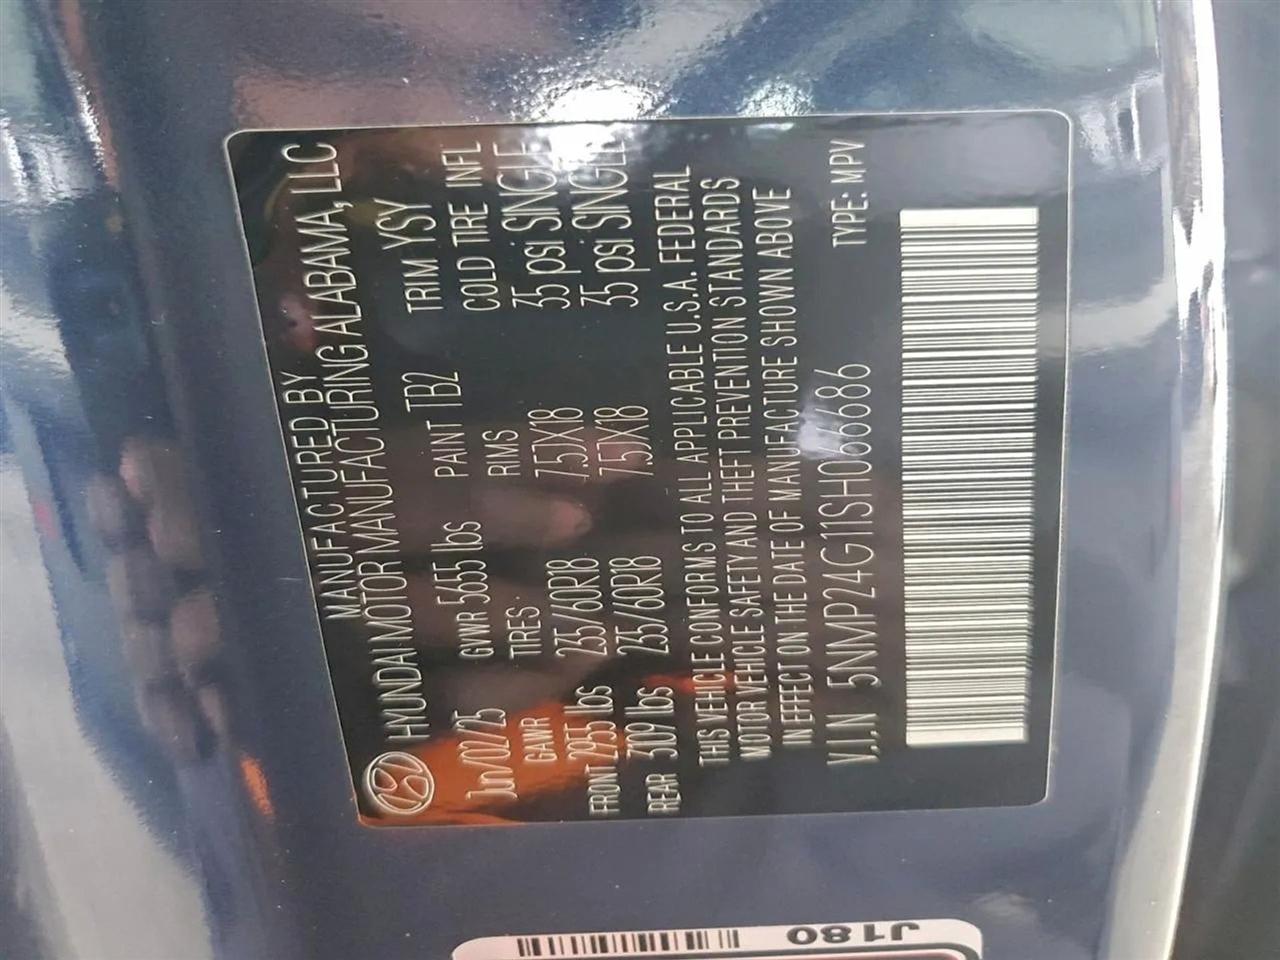 MANUFACTURED BY
HYUNDAI MOTOR MANUFACTURING ALABAMA, LLC
Jun/02/25 GVWR 5655 lbs PAINT TB2 TRIM YSY
GAWR TIRES: RIMS COLD TIRE INFL
FRONT 2955 lbs 235/60R18 7.5JX18 35 psi SINGLE
REAR 3109 lbs 235/60R18 7.5JX18 35 psi SINGLE
THIS VEHICLE CONFORMS TO ALL APPLICABLE U.S.A. FEDERAL
MOTOR VEHICLE SAFETY AND THEFT PREVENTION STANDARDS
IN EFFECT ON THE DATE OF MANUFACTURE SHOWN ABOVE
V.I.N 5NMP24G11SH066686 TYPE: MPV
J180